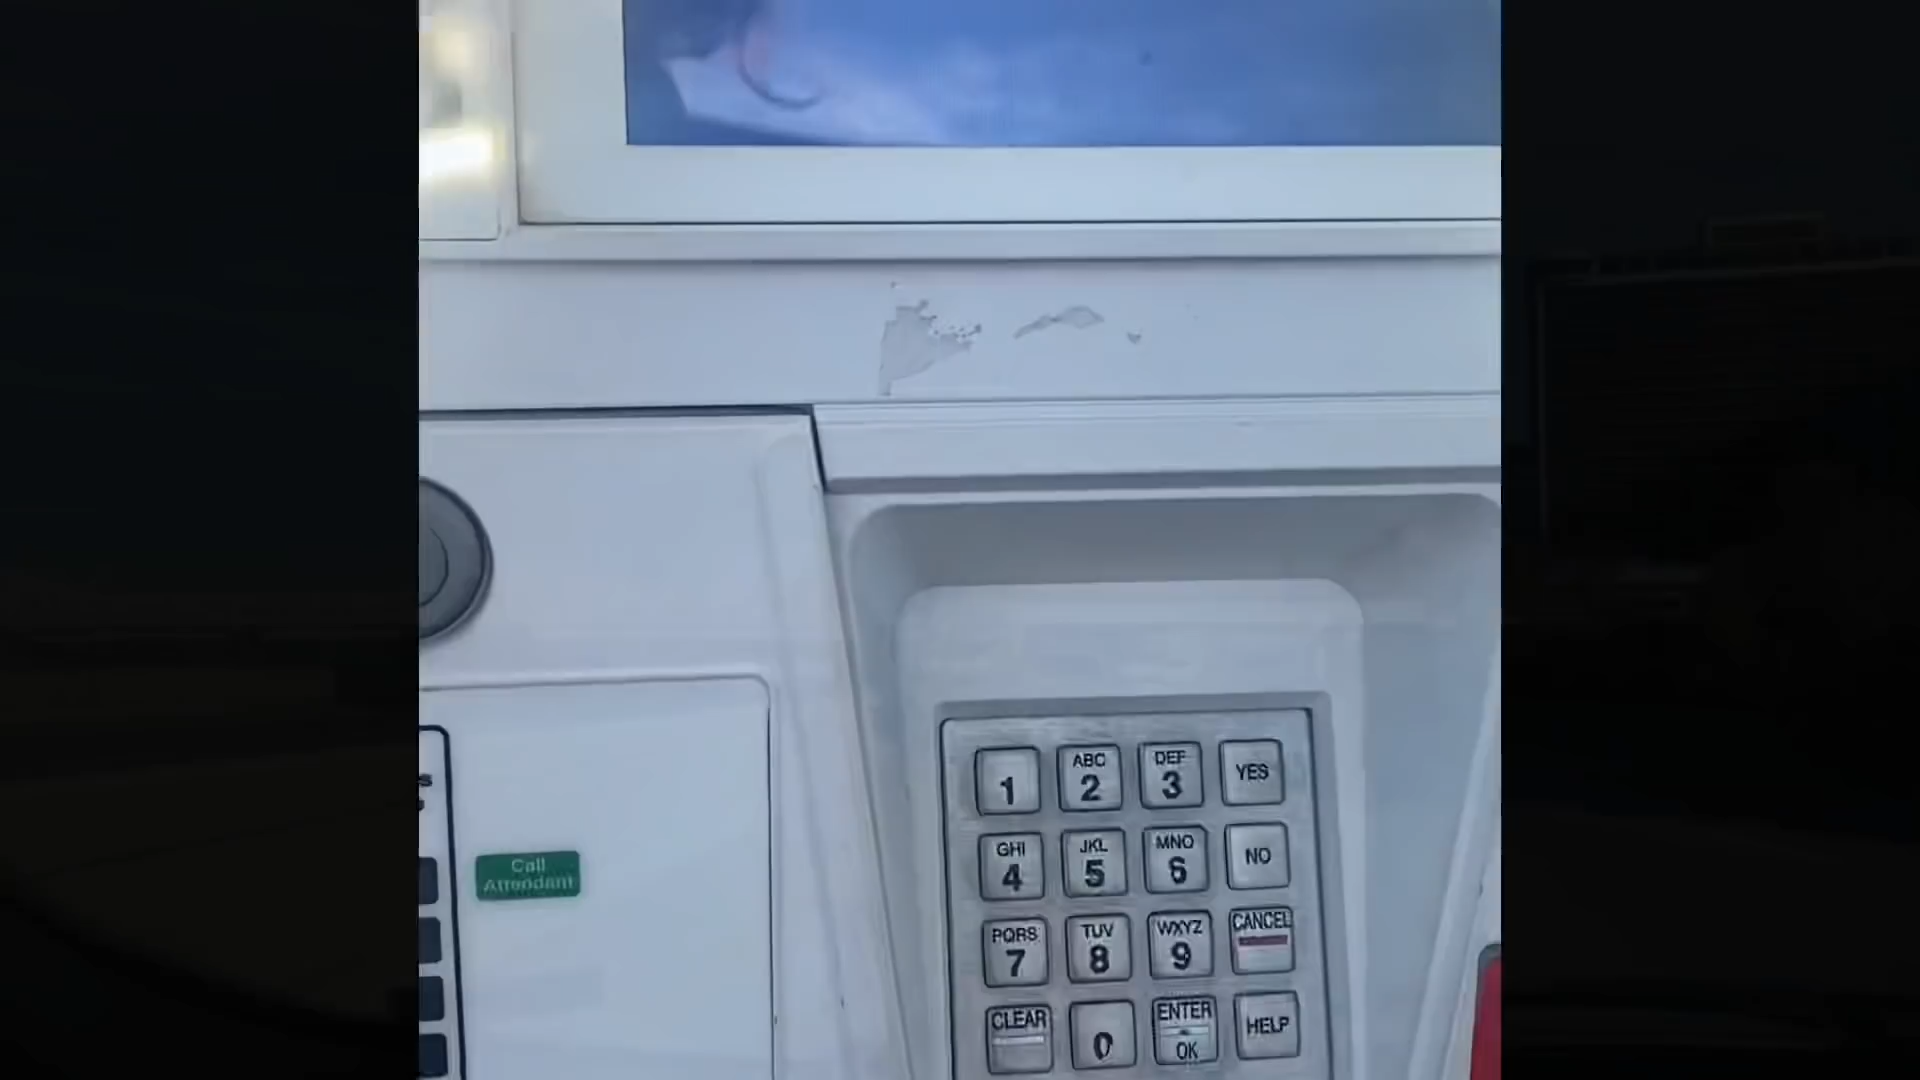 1
ABC
2
DEF
3
YES
GHI
4
JKL
5
MNO
6
NO
PQRS
7
TUV
8
WXYZ
9
CANCEL
CLEAR
0
ENTER
OK
HELP
Call
Attendant